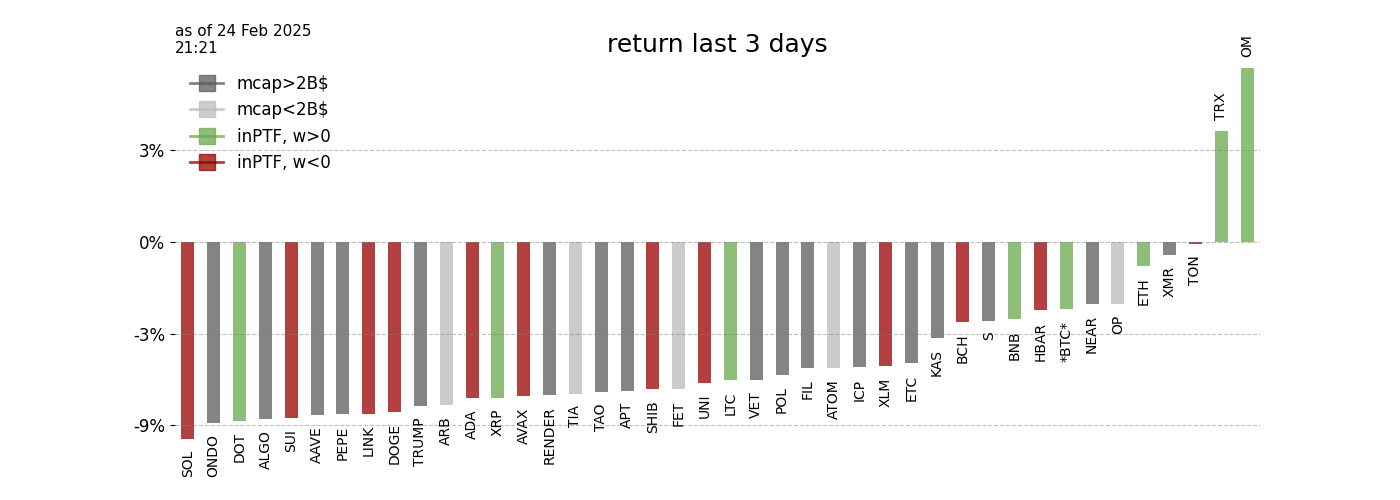 as of 24 Feb 2025
21:21
return last 3 days
mcap>2B$
mcap<2B$
inPTF, w>0
inPTF, w<0
3%
0%
-3%
-9%
SOL
ONDO
DOT
ALGO
SUI
AAVE
PEPE
LINK
DOGE
TRUMP
ARB
ADA
XRP
AVAX
RENDER
TIA
TAO
APT
SHIB
FET
UNI
LTC
VET
POL
FIL
ATOM
ICP
XLM
ETC
KAS
BCH
S
BNB
HBAR
*BTC*
NEAR
OP
ETH
XMR
TON
TRX
OM